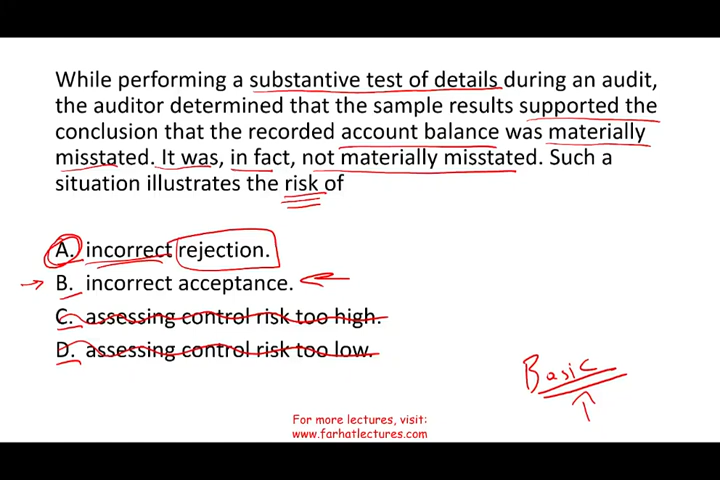 While performing a substantive test of details during an audit,
the auditor determined that the sample results supported the
conclusion that the recorded account balance was materially
misstated. It was, in fact, not materially misstated. Such a
situation illustrates the risk of
A. incorrect rejection.
B. incorrect acceptance.
C. assessing control risk too high.
D. assessing control risk too low.
Basic
For more lectures, visit:
www.farhatlectures.com